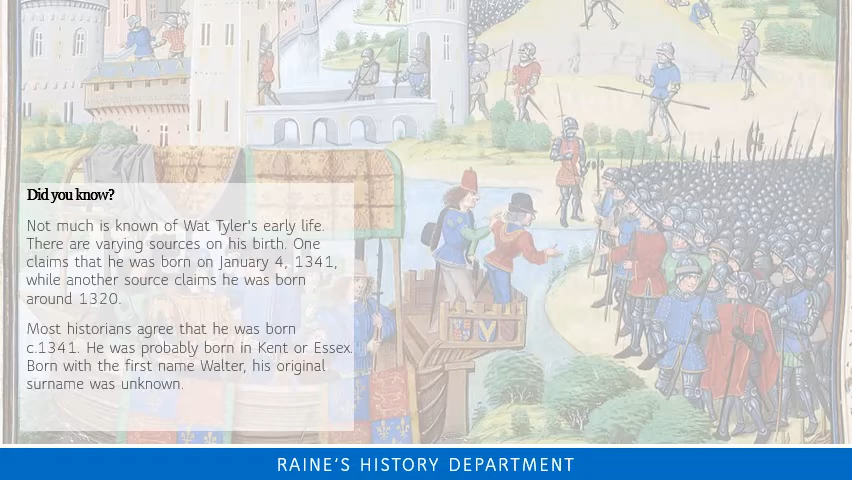 Did you know?
Not much is known of Wat Tyler's early life.
There are varying sources on his birth. One
claims that he was born on January 4, 1341,
while another source claims he was born
around 1320.
Most historians agree that he was born
c.1341. He was probably born in Kent or Essex.
Born with the first name Walter, his original
surname was unknown.
RAINE'S HISTORY DEPARTMENT